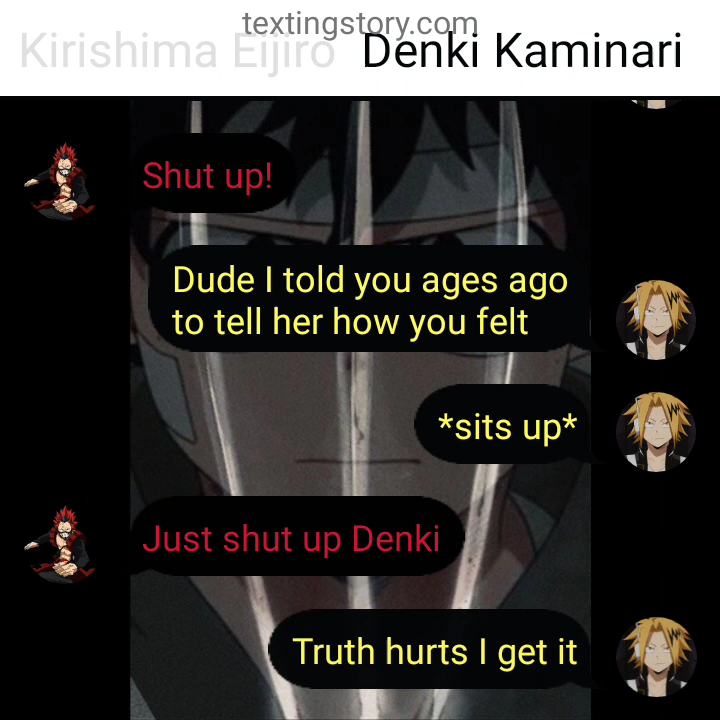 textingstory.com
Kirishima Eijiro Denki Kaminari
Shut up!
Dude I told you ages ago
to tell her how you felt
*sits up*
Just shut up Denki
Truth hurts I get it